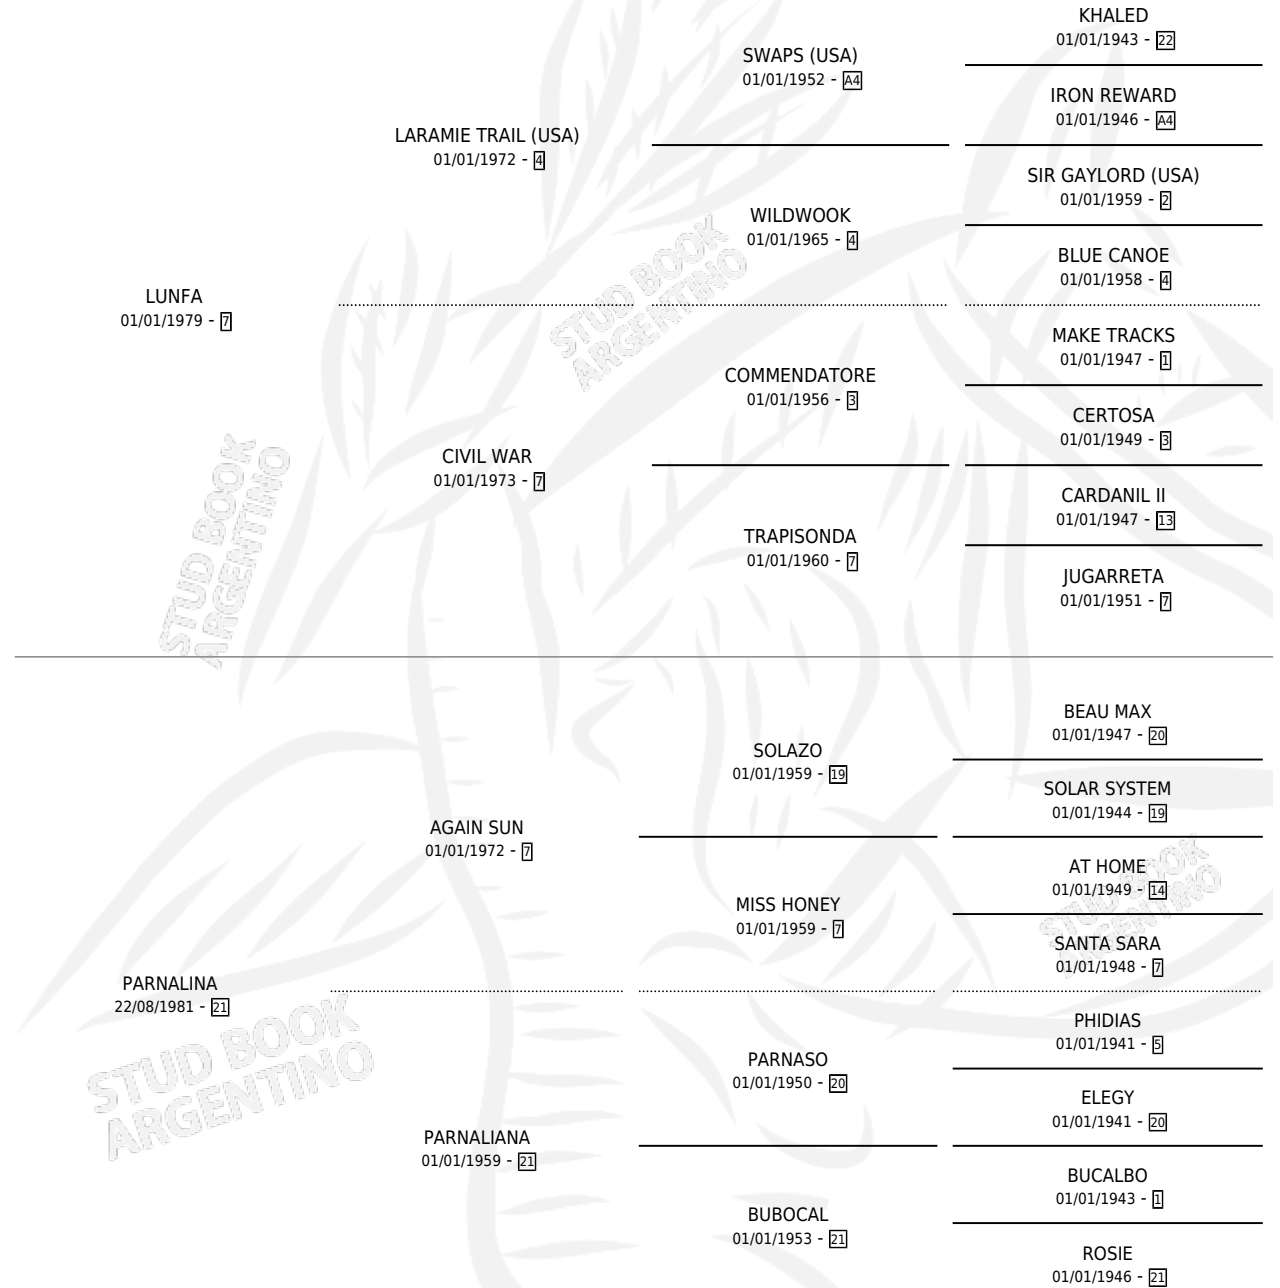 KHALED
01/01/1943 - 22
SWAPS (USA)
01/01/1952 - A4
IRON REWARD
01/01/1946 - A4
LARAMIE TRAIL (USA)
01/01/1972 - 4
SIR GAYLORD (USA)
01/01/1959 - 2
WILDWOOK
01/01/1965 - 4
BLUE CANOE
01/01/1958 - 4
LUNFA
01/01/1979 - 7
MAKE TRACKS
01/01/1947 - 1
COMMENDATORE
01/01/1956 - 3
CERTOSA
01/01/1949 - 3
CIVIL WAR
01/01/1973 - 7
CARDANIL II
01/01/1947 - 13
TRAPISONDA
01/01/1960 - 7
JUGARRETA
01/01/1951 - 7
STUD BOOK
ARGENTINO
STUD BOOK
ARGENTINO
BEAU MAX
01/01/1947 - 20
SOLAZO
01/01/1959 - 19
SOLAR SYSTEM
01/01/1944 - 19
AGAIN SUN
01/01/1972 - 7
AT HOME
01/01/1949 - 14
MISS HONEY
01/01/1959 - 7
SANTA SARA
01/01/1948 - 7
PARNALINA
22/08/1981 - 21
PHIDIAS
01/01/1941 - 5
PARNASO
01/01/1950 - 20
ELEGY
01/01/1941 - 20
PARNALIANA
01/01/1959 - 21
BUCALBO
01/01/1943 - 1
BUBOCAL
01/01/1953 - 21
ROSIE
01/01/1946 - 21
STUD BOOK
ARGENTINO
STUD BOOK
ARGENTINO